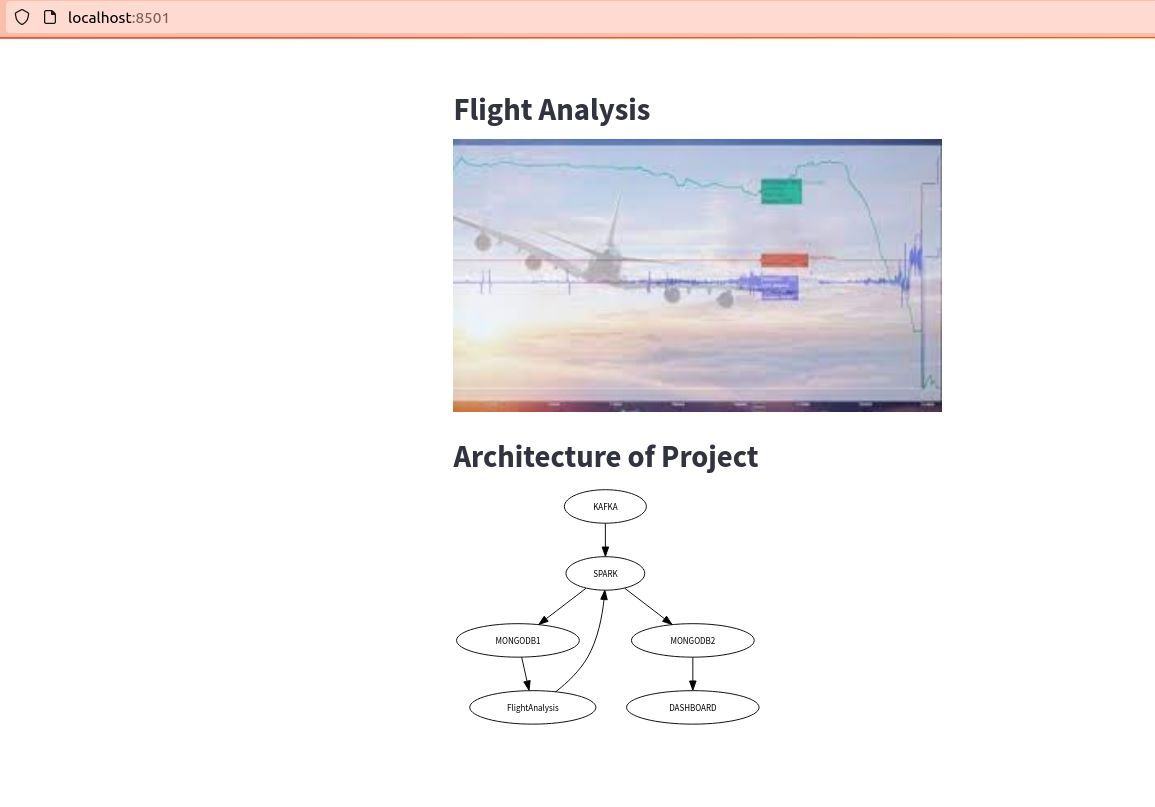 localhost:8501
Flight Analysis
Architecture of Project
KAFKA
SPARK
MONGODB1
MONGODB2
FlightAnalysis
DASHBOARD